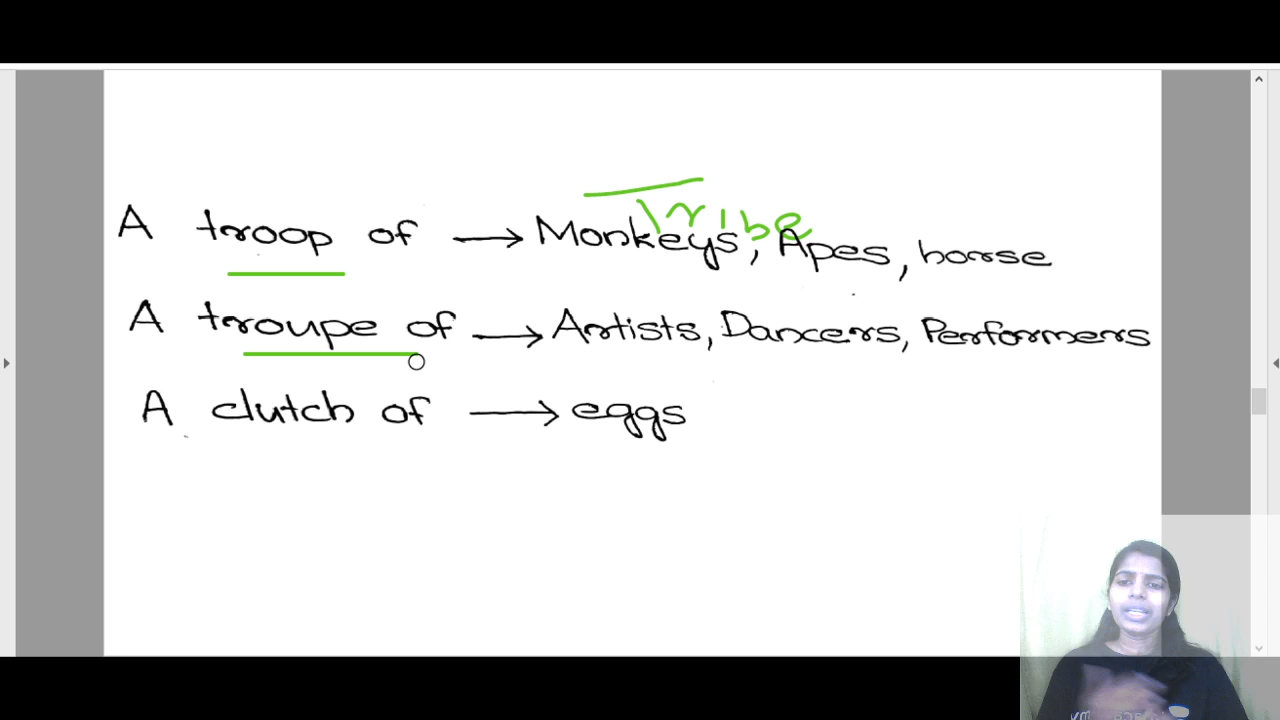 Tribe
A troop of → Monkeys, Apes, horse
A troupe of → Artists, Dancers, Performers
A clutch of → eggs